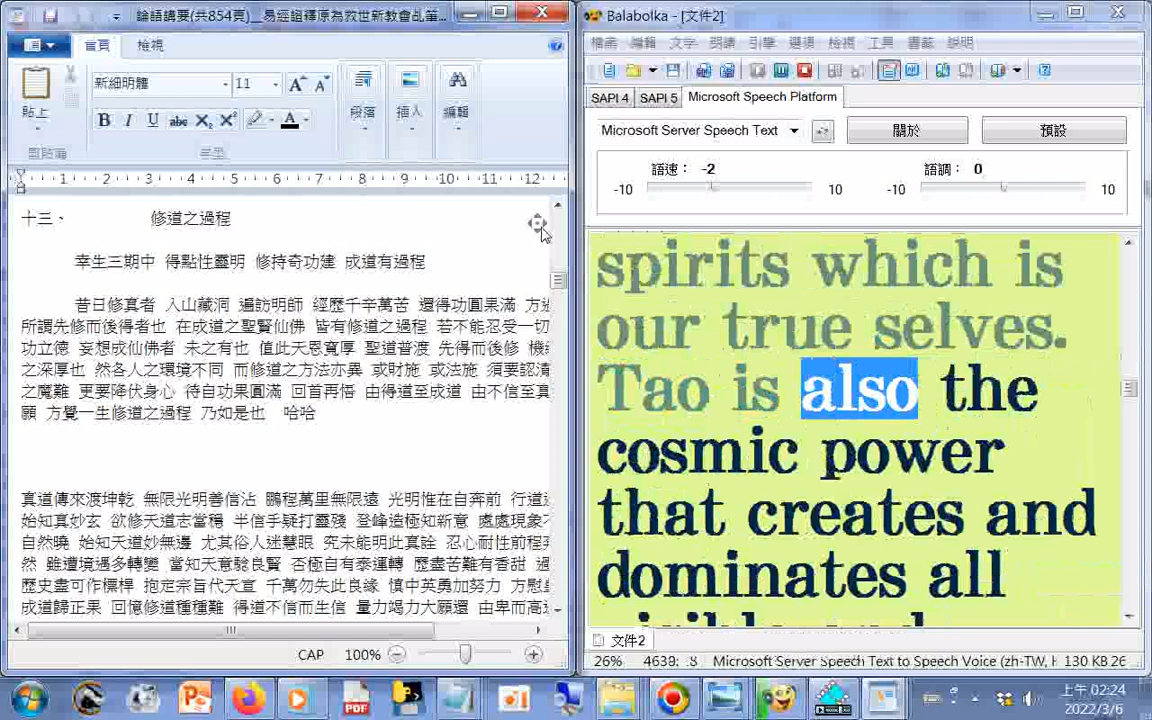 論語講要(共854頁)
Balabolka - [文件2]
首頁 檢視
檔案 編輯 文字 朗讀 引擎 選項 檢視 工具 書籤 說明
新細明體 11
貼上 段落 插入 編輯
剪貼簿 字型
SAPI 4 SAPI 5 Microsoft Speech Platform
Microsoft Server Speech Text 關於 預設
語速： -2 語調： 0
-10 10 -10 10
1 2 3 4 5 6 7 8 9 10 11 12
十三、 修道之過程
幸生三期中 得點性靈明 修持奇功建 成道有過程
昔日修真者 入山藏洞 遍訪明師 經歷千辛萬苦 還得功圓果滿 方
所謂先修而後得者也 在成道之聖賢仙佛 皆有修道之過程 若不能忍受一切
功立德 妄想成仙佛者 未之有也 值此天恩寬厚 聖道普渡 先得而後修 機
之深厚也 然各人之環境不同 而修道之方法亦異 或財施 或法施 須要認清
之魔難 更要降伏身心 待自功果圓滿 回首再悟 由得道至成道 由不信至真
願 方覺一生修道之過程 乃如是也 哈哈
真道傳來渡坤乾 無限光明善信沾 鵬程萬里無限遠 光明惟在自奔前 行道
始知真妙玄 欲修天道志當穩 半信半疑打靈殘 登峰造極知新意 處處現象
自然曉 始知天道妙無邊 尤其俗人迷慧眼 究未能明此真詮 忍心耐性前程
然 雖遭境遇多轉變 當知天意驗良賢 否極自有泰運轉 歷盡苦難有香甜 過
歷史盡可作標桿 抱定宗旨代天宣 千萬勿失此良緣 慎中英勇加努力 方慰
成道歸正果 回憶修道種種難 得道不信而生信 量力竭力大願還 由卑而高
CAP 100%
spirits which is
our true selves.
Tao is also the
cosmic power
that creates and
dominates all
文件2
26% Microsoft Server Speech Text to Speech Voice (zh-TW, 130 KB
上午 02:24
2022/3/6